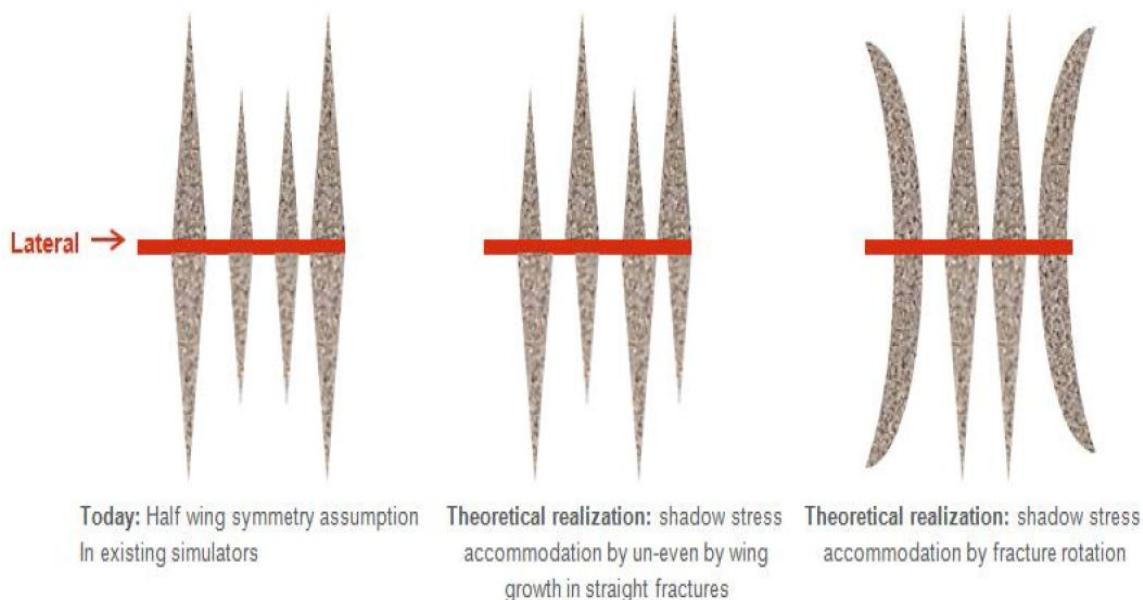 Lateral →
Today: Half wing symmetry assumption
In existing simulators
Theoretical realization: shadow stress
accommodation by un-even by wing
growth in straight fractures
Theoretical realization: shadow stress
accommodation by fracture rotation